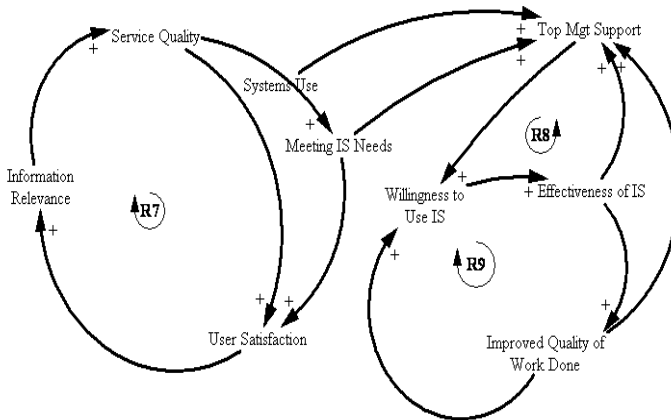 Service Quality
Top Mgt Support
+
+
+
+ +
Systems Use
+
Meeting IS Needs
R8
Information
Relevance
+
R7
Willingness to
Use IS
+
+ Effectiveness of IS
+
R9
+ +
User Satisfaction
+
Improved Quality of
Work Done